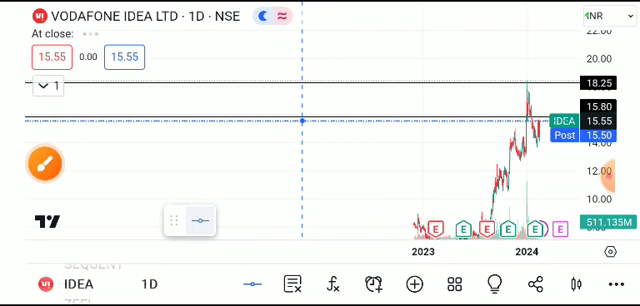 VODAFONE IDEA LTD · 1D · NSE
INR
At close:
15.55 0.00 15.55
1
22.00
20.00
18.25
15.80
IDEA 15.55
Post 15.50
14.00
12.00
10.00
E E E E E E
511.135M
2023 2024
SEQUENT
IDEA 1D
ZEEL